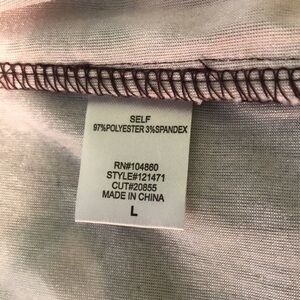 SELF
97%POLYESTER 3%SPANDEX
RN#104860
STYLE#121471
CUT#20855
MADE IN CHINA
L